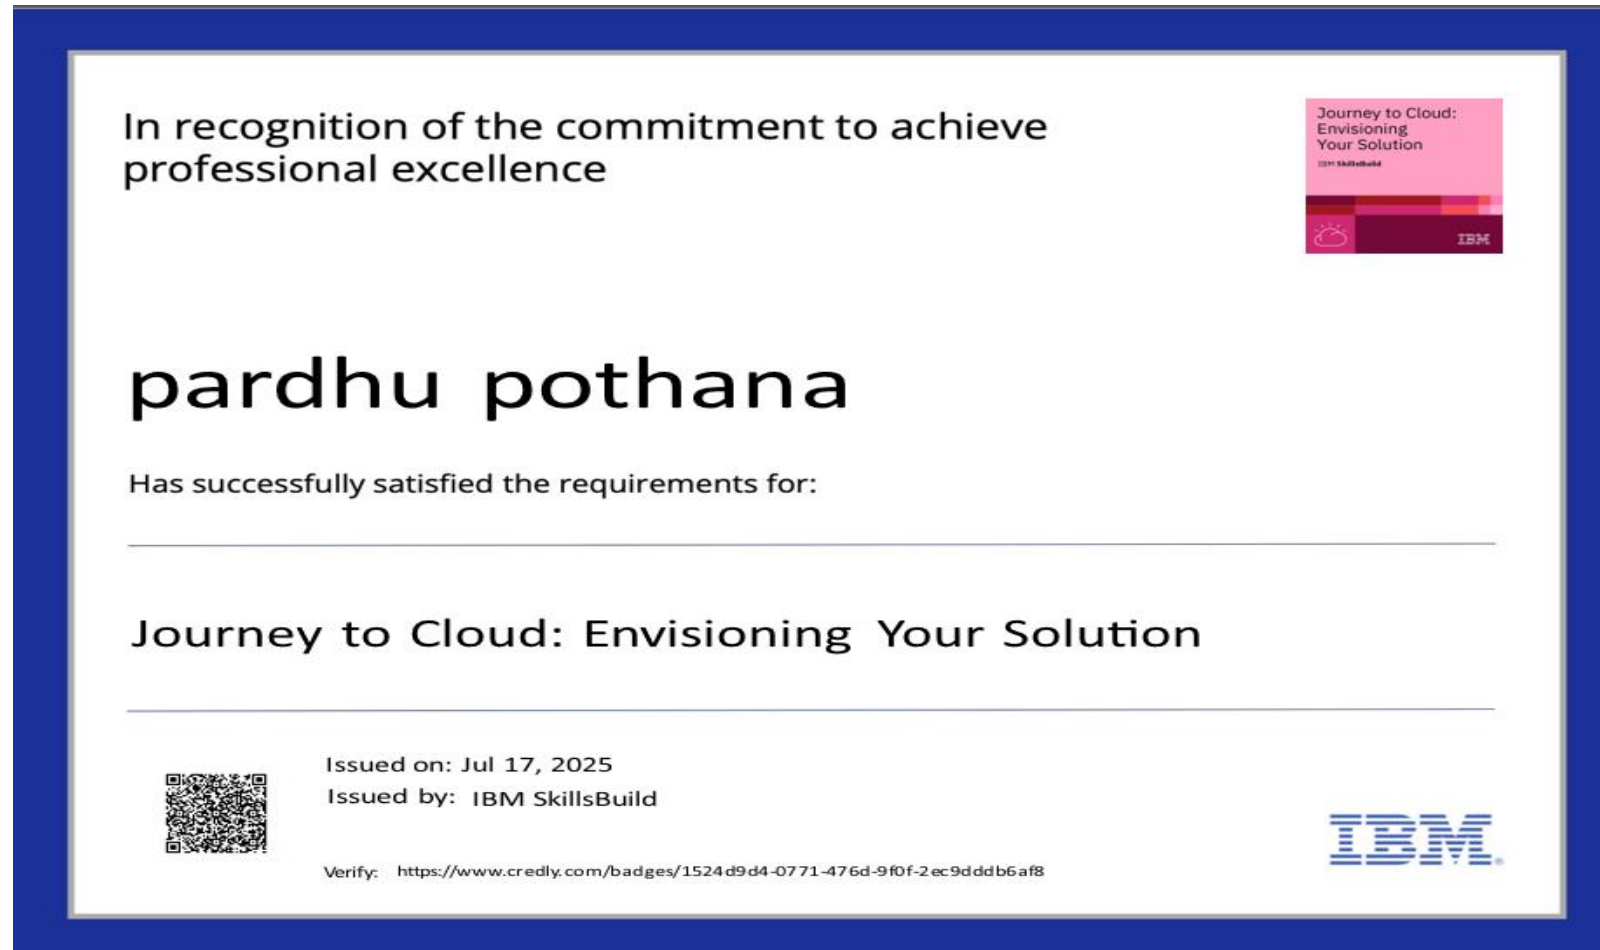 In recognition of the commitment to achieve
professional excellence
Journey to Cloud:
Envisioning
Your Solution
IBM SkillsBuild
IBM
pardhu pothana
Has successfully satisfied the requirements for:
Journey to Cloud: Envisioning Your Solution
Issued on: Jul 17, 2025
Issued by: IBM SkillsBuild
Verify: https://www.credly.com/badges/1524d9d4-0771-476d-9f0f-2ec9dddb6af8
IBM®